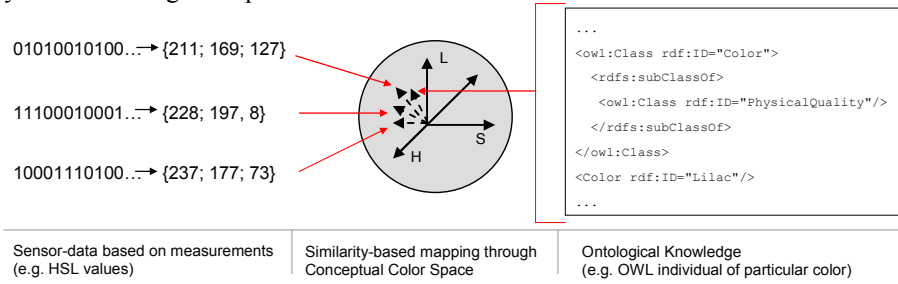 01010010100… {211; 169; 127}
11100010001… {228; 197, 8}
10001110100… {237; 177; 73}
L
S
H
...
<owl:Class rdf:ID="Color">
<rdfs:subClassOf>
<owl:Class rdf:ID="PhysicalQuality"/>
</rdfs:subClassOf>
</owl:Class>
<Color rdf:ID="Lilac"/>
...
Sensor-data based on measurements
(e.g. HSL values)
Similarity-based mapping through
Conceptual Color Space
Ontological Knowledge
(e.g. OWL individual of particular color)